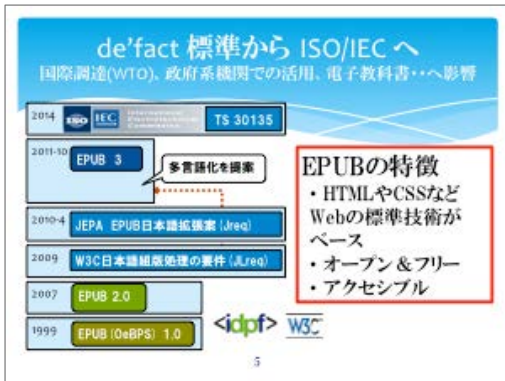 de'fact 標準から ISO/IEC へ
国際調達(WTO)、政府系機関での活用、電子教科書・・へ影響
2014 ISO IEC International Electrotechnical Commission TS 30135
2011-10 EPUB 3
多言語化を提案
2010-4 JEPA EPUB日本語拡張案(Jreq)
2009 W3C日本語組版処理の要件(JLreq)
2007 EPUB 2.0
1999 EPUB(OeBPS) 1.0
<idpf> W3C
EPUBの特徴
・HTMLやCSSなど
Webの標準技術が
ベース
・オープン&フリー
・アクセシブル
5